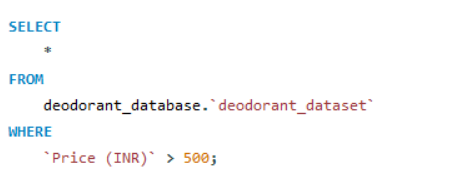 SELECT
*
FROM
deodorant_database.`deodorant_dataset`
WHERE
`Price (INR)` > 500;